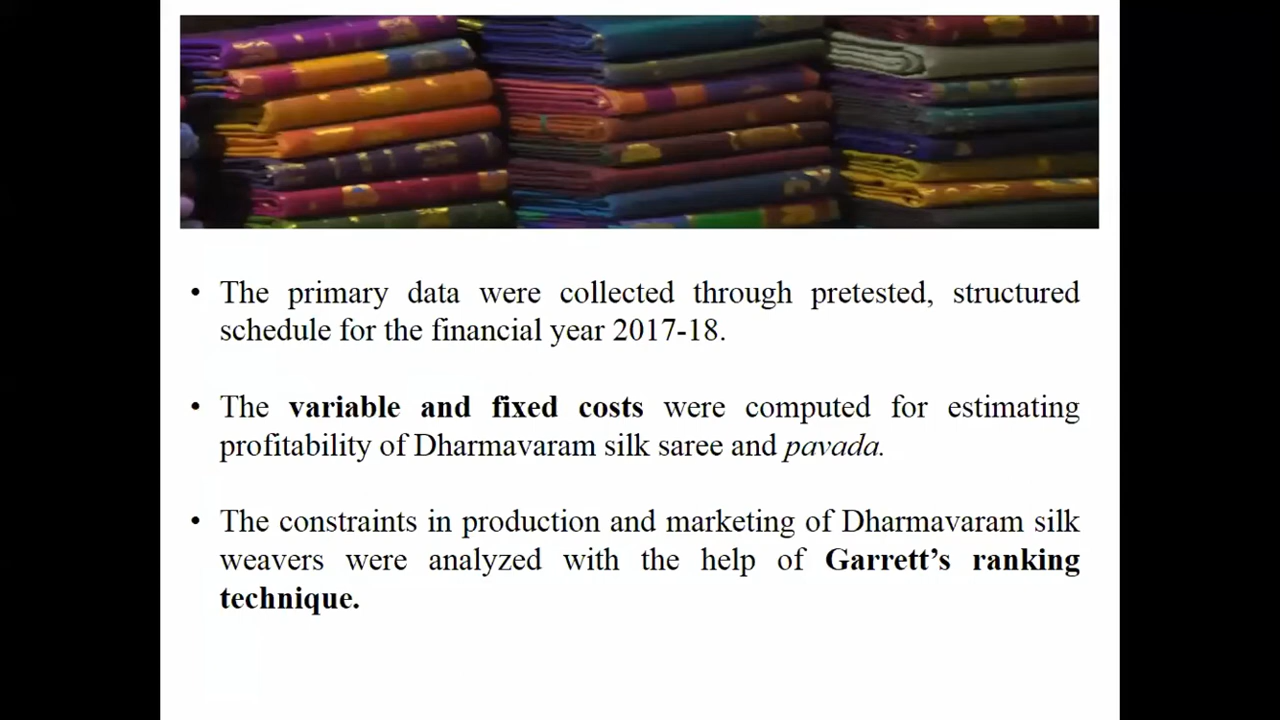 • The primary data were collected through pretested, structured
schedule for the financial year 2017-18.
• The variable and fixed costs were computed for estimating
profitability of Dharmavaram silk saree and pavada.
• The constraints in production and marketing of Dharmavaram silk
weavers were analyzed with the help of Garrett’s ranking
technique.